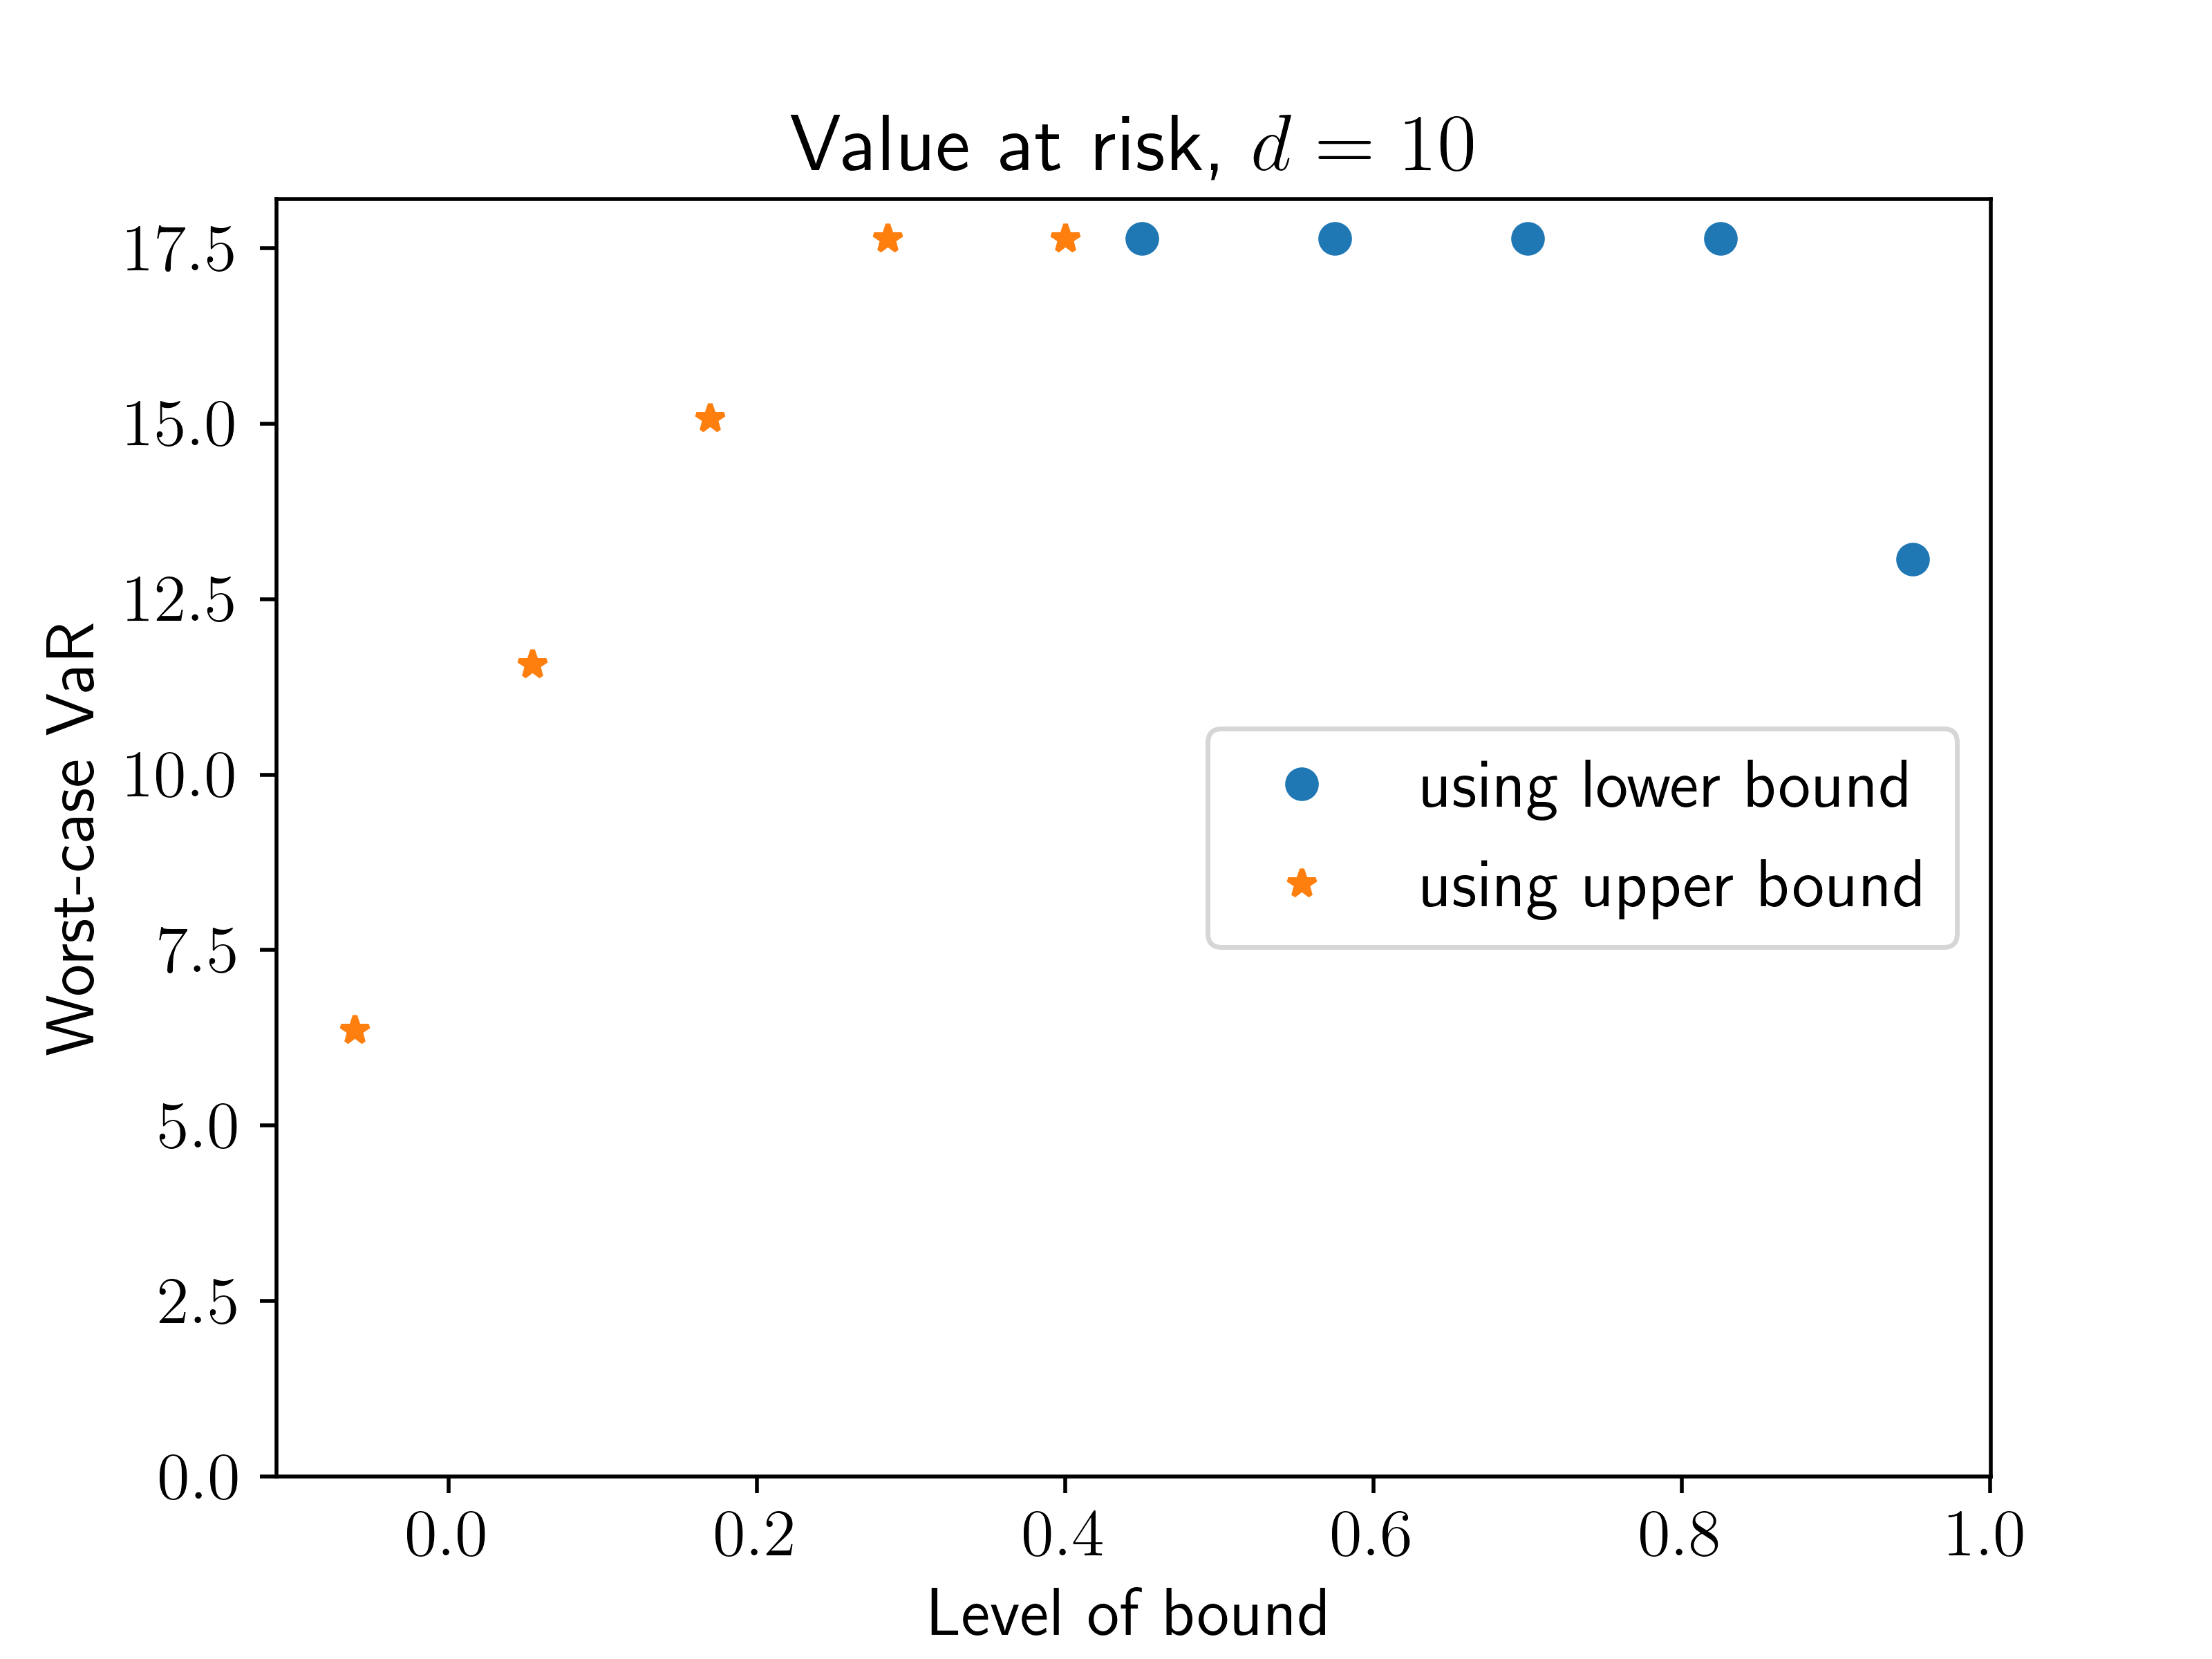 Value at risk, d = 10
Worst-case VaR
17.5
15.0
12.5
10.0
7.5
5.0
2.5
0.0
using lower bound
using upper bound
0.0 0.2 0.4 0.6 0.8 1.0
Level of bound